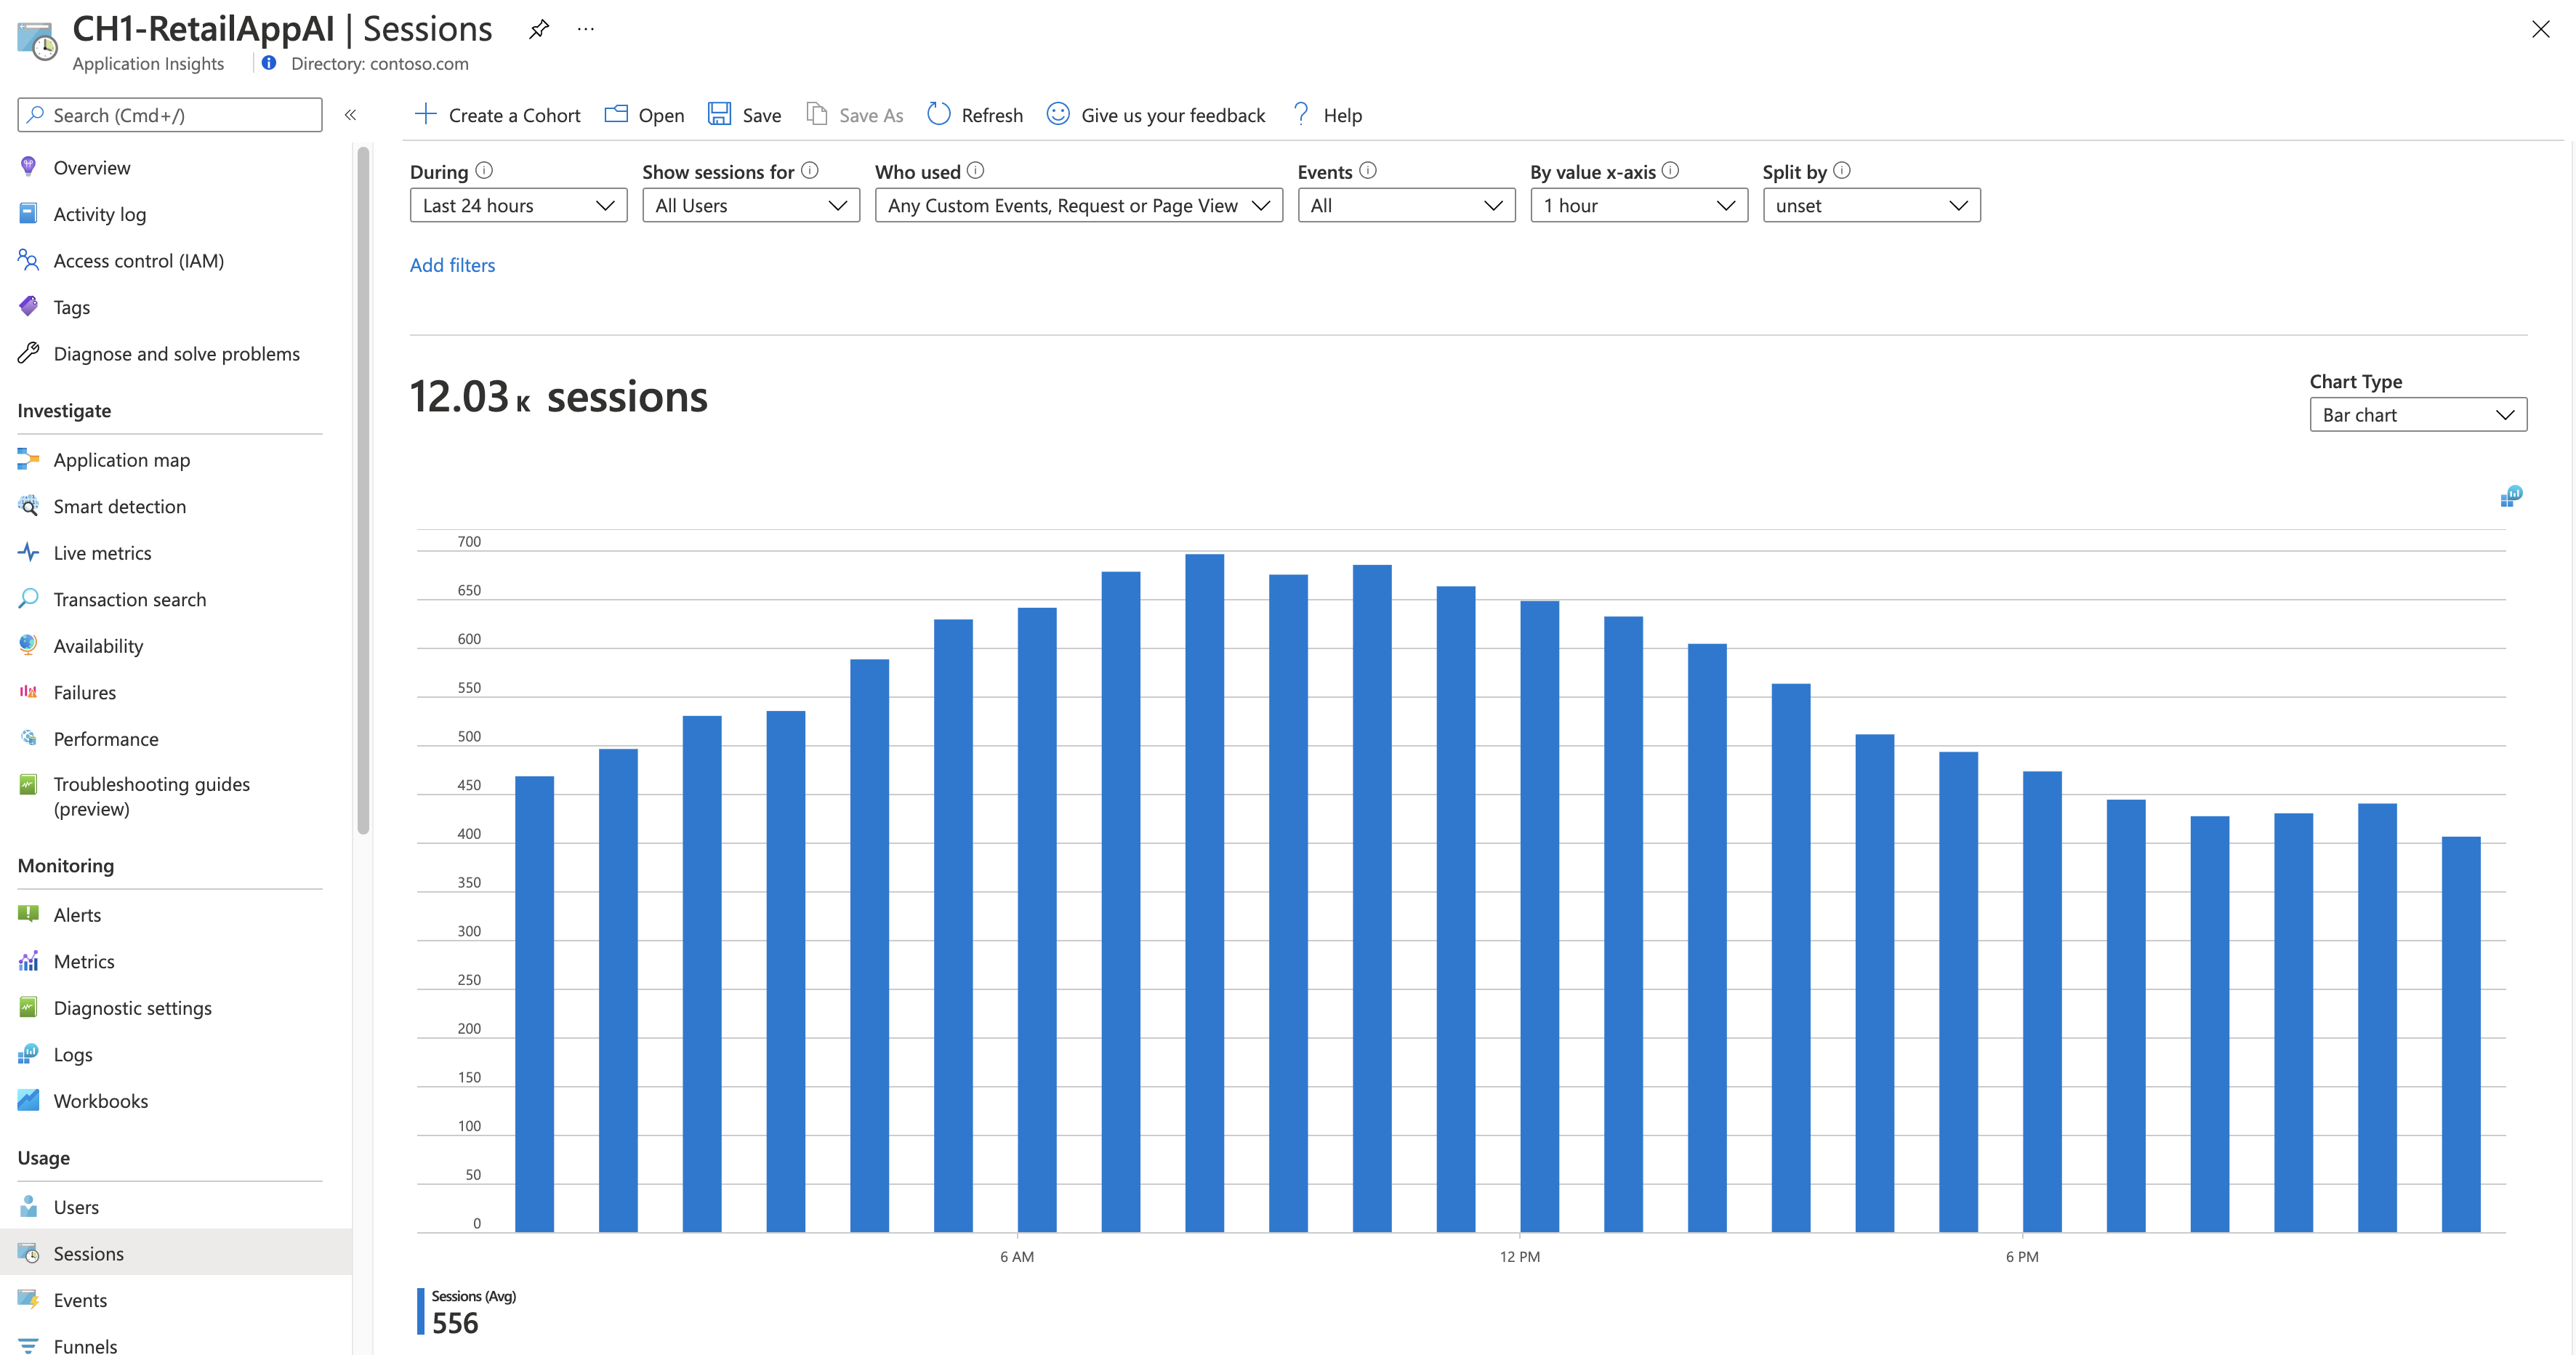 CH1-RetailAppAI | Sessions
Application Insights
Directory: contoso.com
Search (Cmd+/)
Overview
Activity log
Access control (IAM)
Tags
Diagnose and solve problems
Investigate
Application map
Smart detection
Live metrics
Transaction search
Availability
Failures
Performance
Troubleshooting guides
(preview)
Monitoring
Alerts
Metrics
Diagnostic settings
Logs
Workbooks
Usage
Users
Sessions
Events
Funnels
Create a Cohort
Open
Save
Save As
Refresh
Give us your feedback
Help
During
Last 24 hours
Show sessions for
All Users
Who used
Any Custom Events, Request or Page View
Events
All
By value x-axis
1 hour
Split by
unset
Add filters
12.03 K sessions
Chart Type
Bar chart
700
650
600
550
500
450
400
350
300
250
200
150
100
50
0
6 AM
12 PM
6 PM
Sessions (Avg)
556